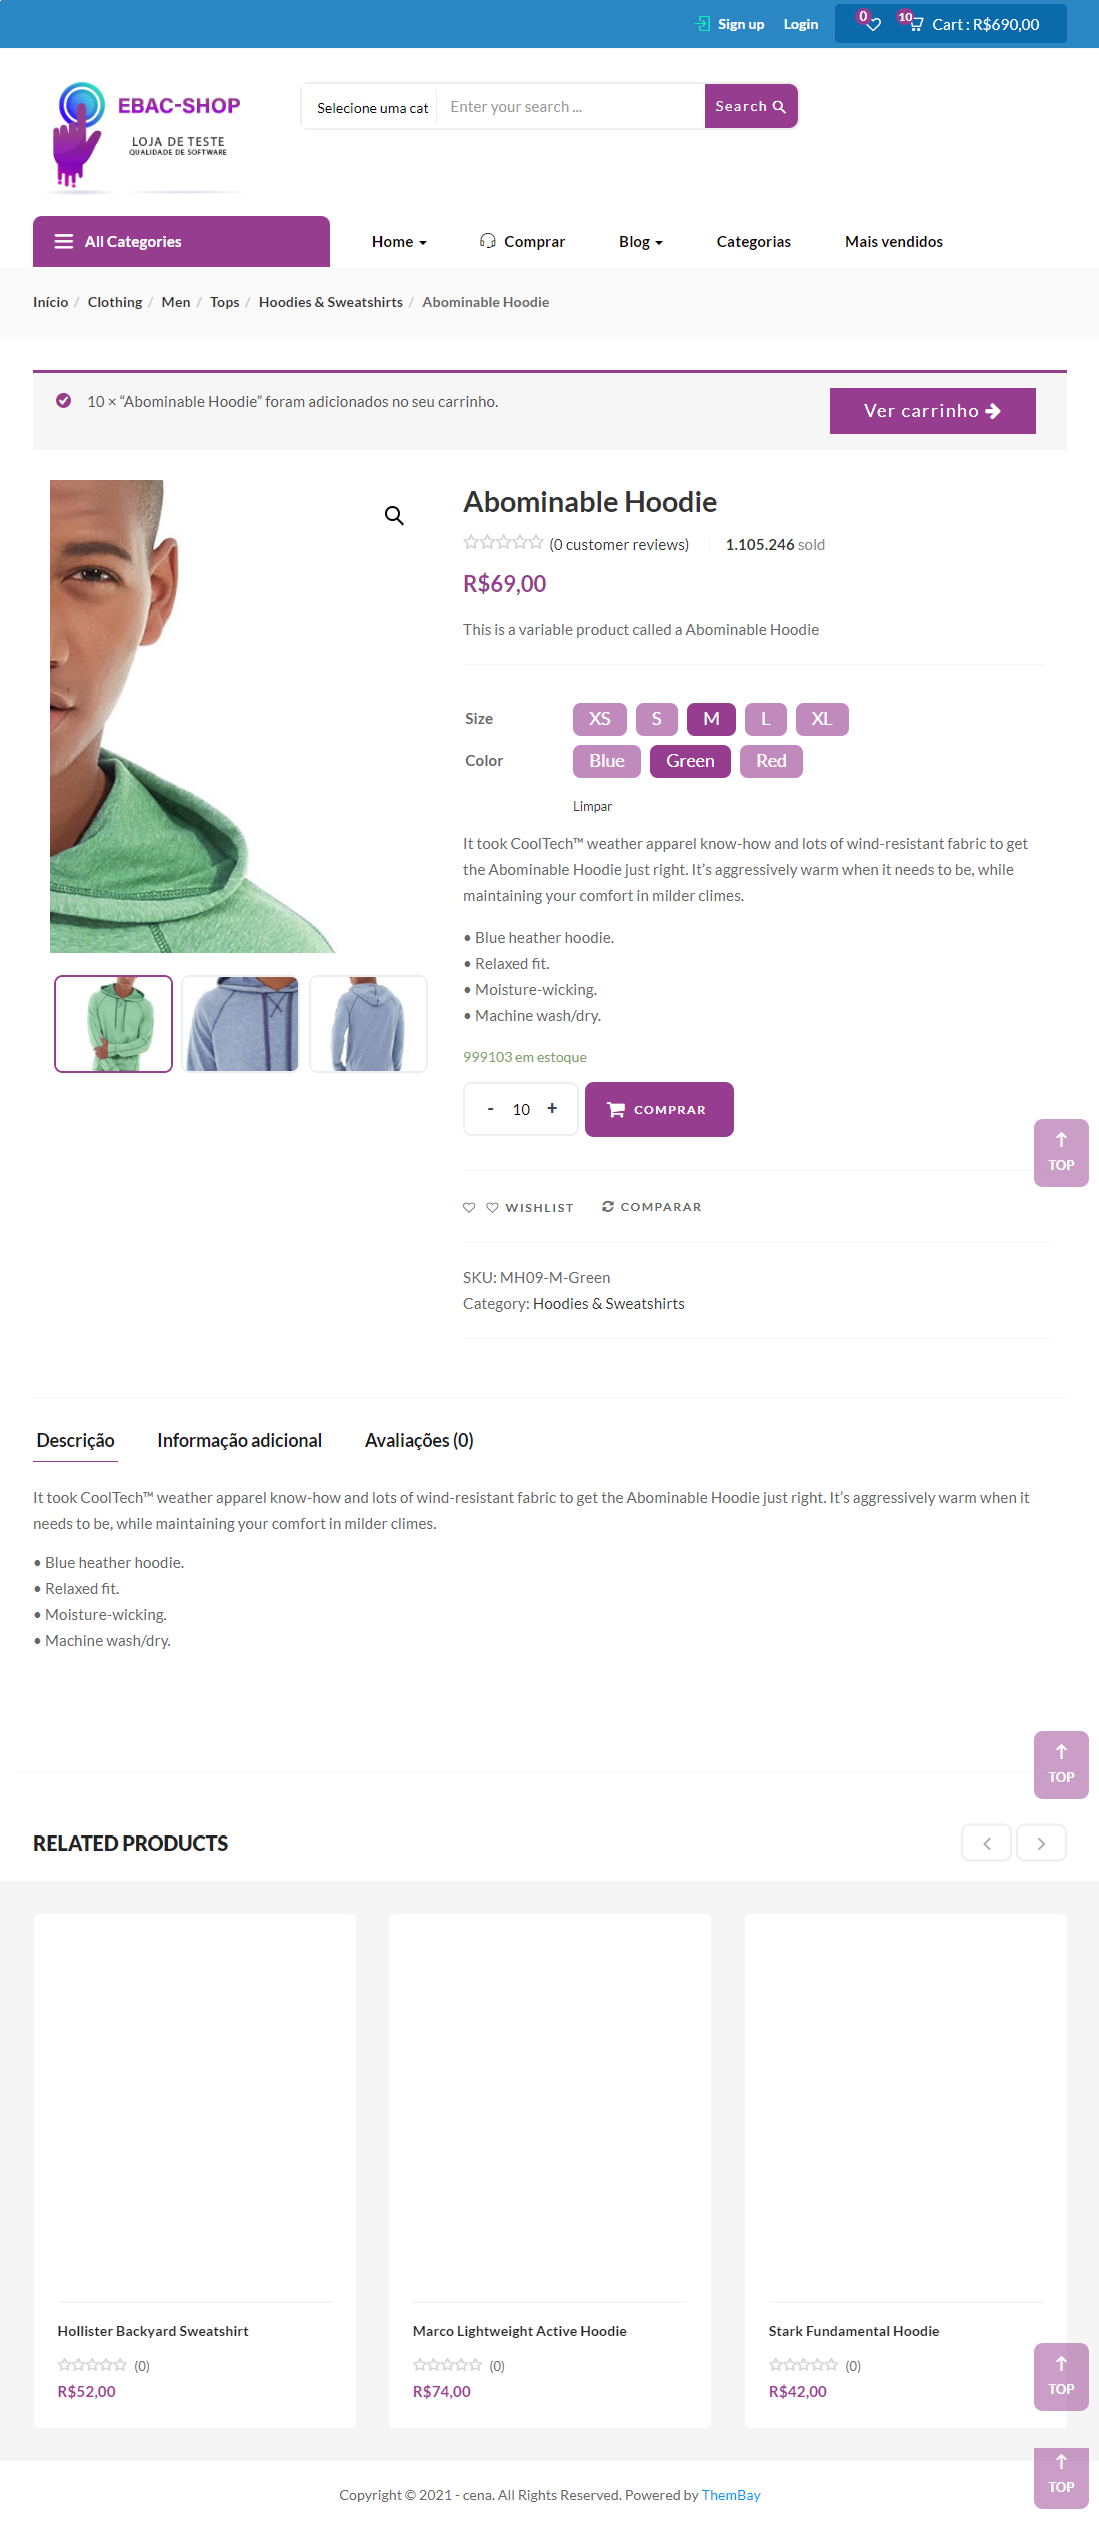 Sign up Login 0 10 Cart : R$690,00
EBAC-SHOP
LOJA DE TESTE
QUALIDADE DE SOFTWARE
Selecione uma cat Enter your search ... Search
All Categories Home Comprar Blog Categorias Mais vendidos
Início / Clothing / Men / Tops / Hoodies & Sweatshirts / Abominable Hoodie
10 × “Abominable Hoodie” foram adicionados no seu carrinho. Ver carrinho
Abominable Hoodie
(0 customer reviews) 1.105.246 sold
R$69,00
This is a variable product called a Abominable Hoodie
Size XS S M L XL
Color Blue Green Red
Limpar
It took CoolTech™ weather apparel know-how and lots of wind-resistant fabric to get
the Abominable Hoodie just right. It’s aggressively warm when it needs to be, while
maintaining your comfort in milder climes.
• Blue heather hoodie.
• Relaxed fit.
• Moisture-wicking.
• Machine wash/dry.
999103 em estoque
- 10 + COMPRAR
TOP
WISHLIST COMPARAR
SKU: MH09-M-Green
Category: Hoodies & Sweatshirts
Descrição Informação adicional Avaliações (0)
It took CoolTech™ weather apparel know-how and lots of wind-resistant fabric to get the Abominable Hoodie just right. It’s aggressively warm when it
needs to be, while maintaining your comfort in milder climes.
• Blue heather hoodie.
• Relaxed fit.
• Moisture-wicking.
• Machine wash/dry.
TOP
RELATED PRODUCTS
Hollister Backyard Sweatshirt Marco Lightweight Active Hoodie Stark Fundamental Hoodie
(0) (0) (0)
R$52,00 R$74,00 R$42,00
TOP
TOP
Copyright © 2021 - cena. All Rights Reserved. Powered by ThemBay